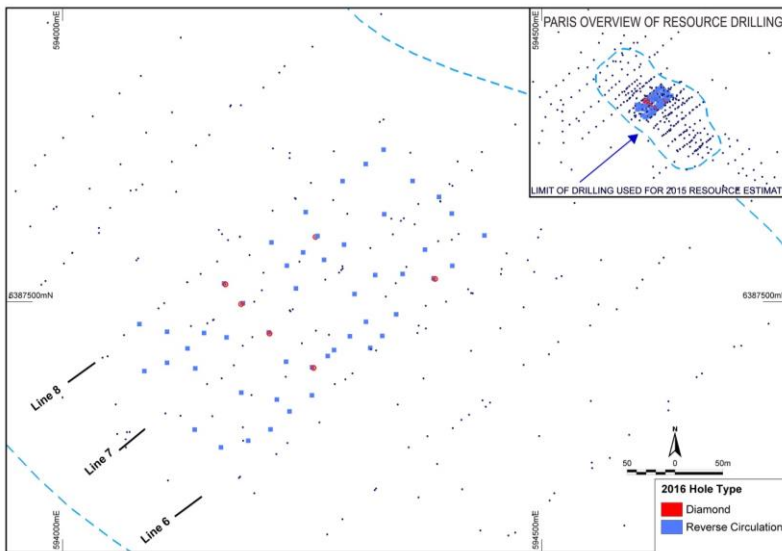 594000mE
594500mE
PARIS OVERVIEW OF RESOURCE DRILLING
LIMIT OF DRILLING USED FOR 2015 RESOURCE ESTIMAT
6387500mN
6387500mN
Line 8
Line 7
Line 6
N
50 0 50m
2016 Hole Type
Diamond
Reverse Circulation
594000mE
594500mE